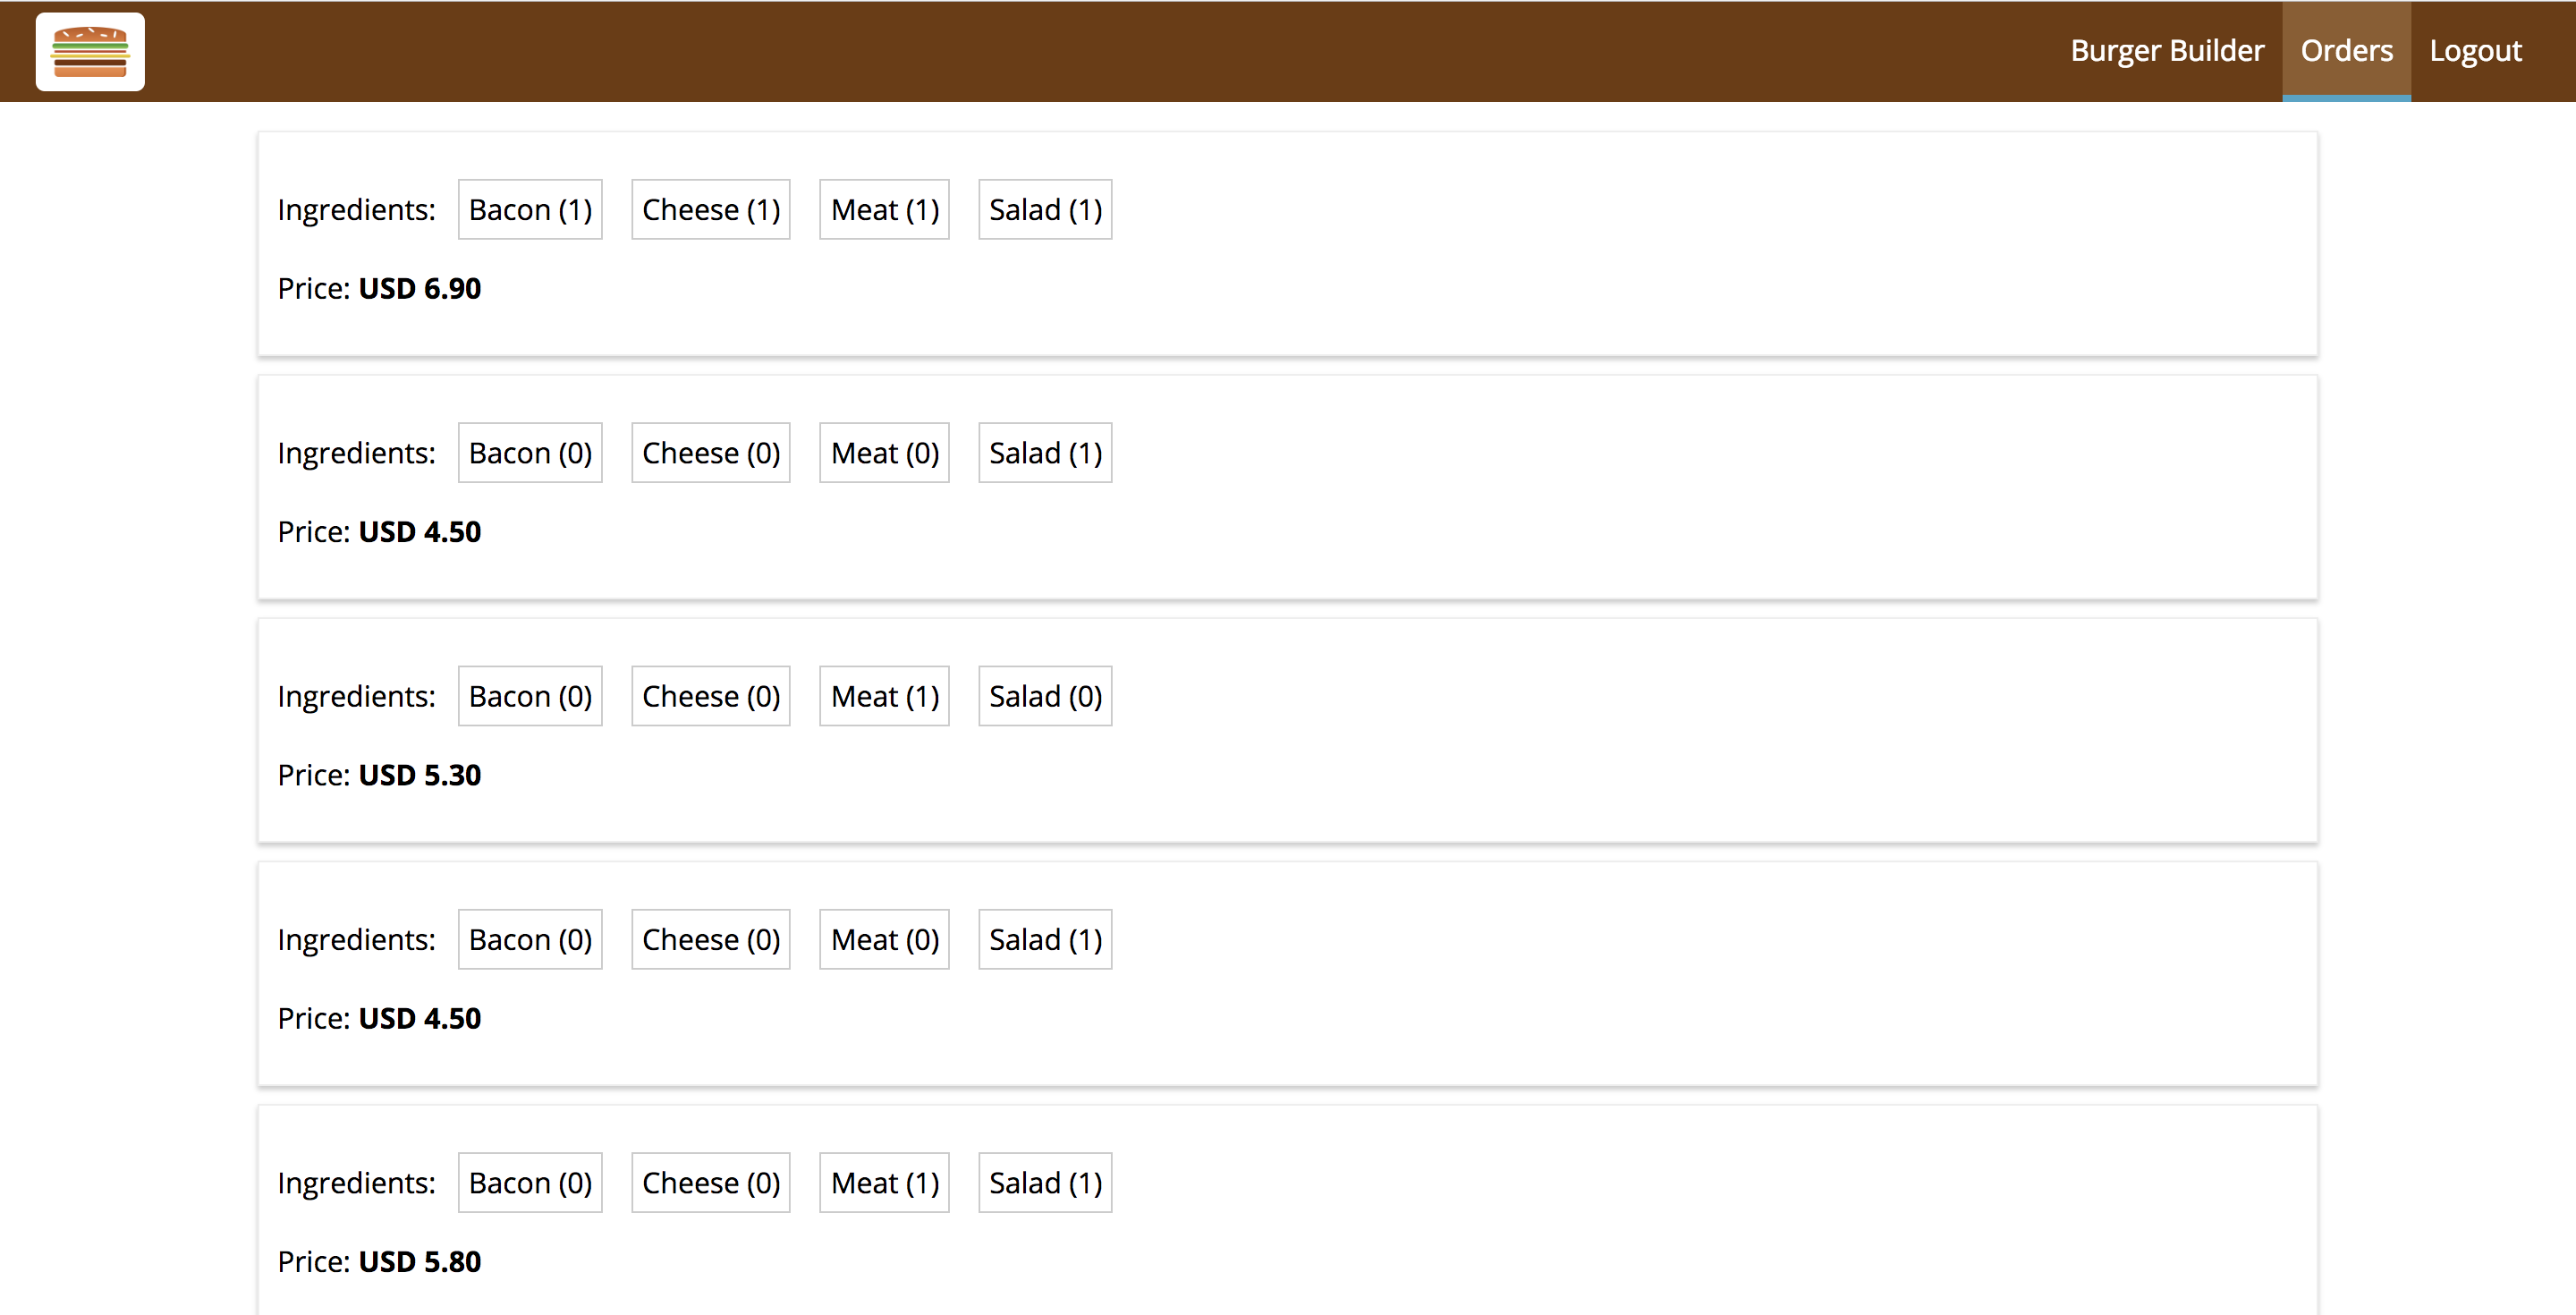 Burger Builder Orders Logout
Ingredients: Bacon (1) Cheese (1) Meat (1) Salad (1)
Price: USD 6.90
Ingredients: Bacon (0) Cheese (0) Meat (0) Salad (1)
Price: USD 4.50
Ingredients: Bacon (0) Cheese (0) Meat (1) Salad (0)
Price: USD 5.30
Ingredients: Bacon (0) Cheese (0) Meat (0) Salad (1)
Price: USD 4.50
Ingredients: Bacon (0) Cheese (0) Meat (1) Salad (1)
Price: USD 5.80